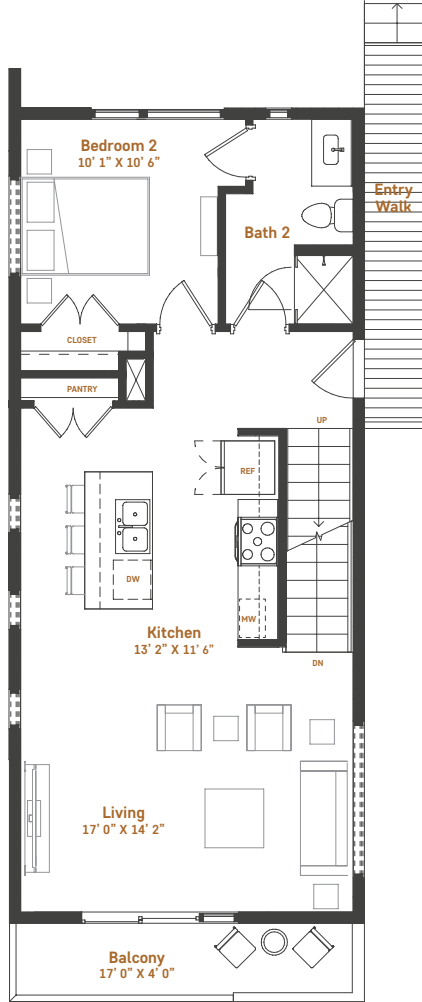 Bedroom 2
10' 1" X 10' 6"
Entry
Walk
Bath 2
CLOSET
PANTRY
UP
REF
DW
MW
Kitchen
13' 2" X 11' 6"
DN
Living
17' 0" X 14' 2"
Balcony
17' 0" X 4' 0"